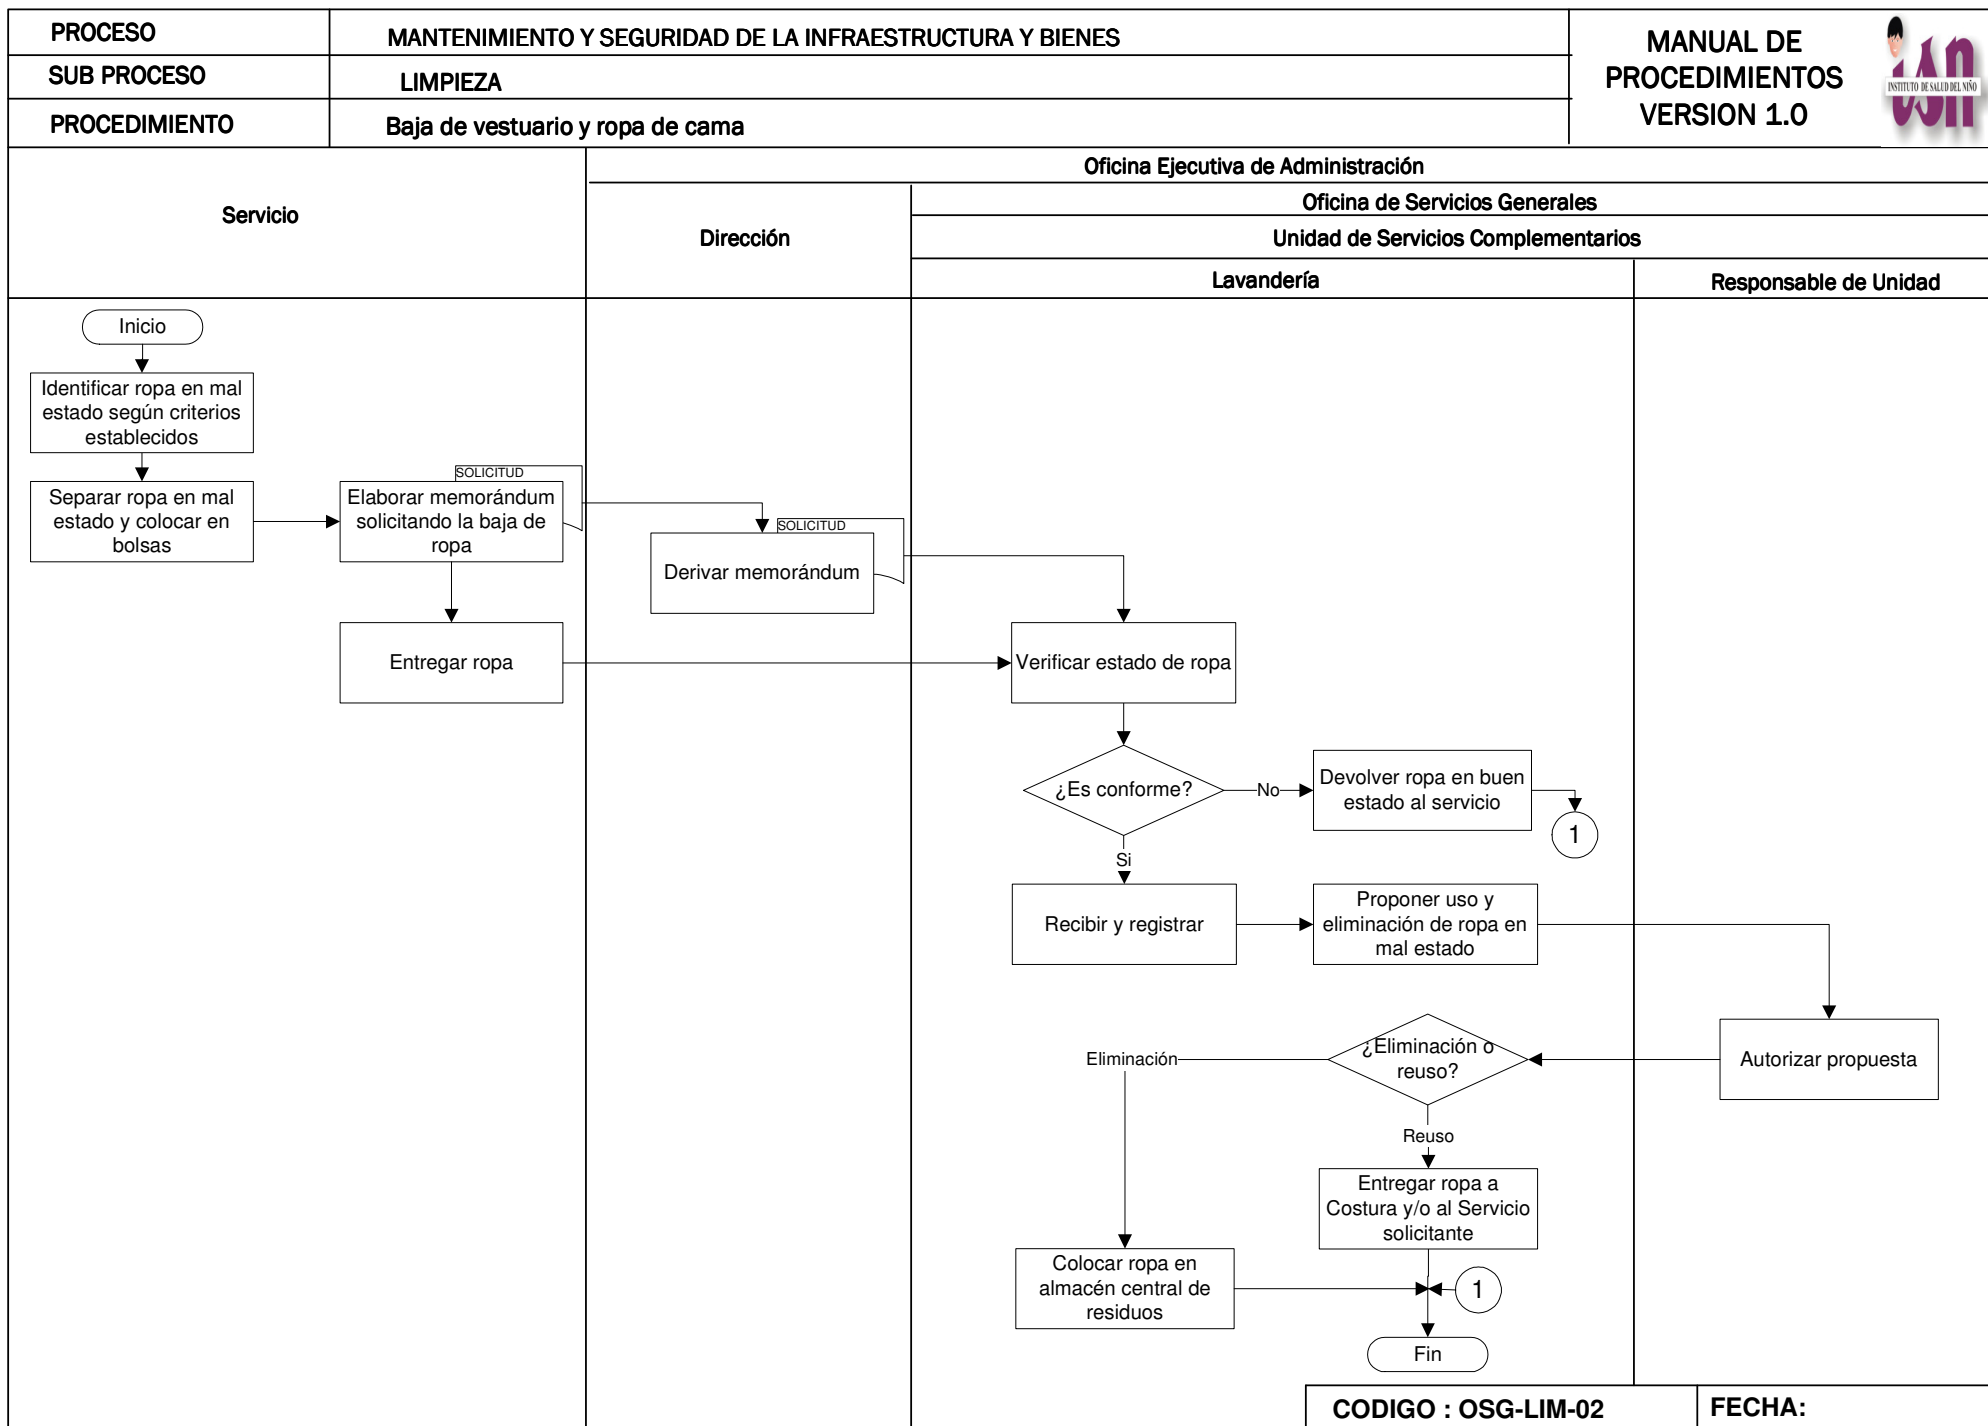 PROCESO
MANTENIMIENTO Y SEGURIDAD DE LA INFRAESTRUCTURA Y BIENES
SUB PROCESO
LIMPIEZA
PROCEDIMIENTO
Baja de vestuario y ropa de cama
MANUAL DE
PROCEDIMIENTOS
VERSION 1.0
isn
INSTITUTO DE SALUD DEL NIÑO
Servicio
Oficina Ejecutiva de Administración
Dirección
Oficina de Servicios Generales
Unidad de Servicios Complementarios
Lavandería
Responsable de Unidad
Inicio
Identificar ropa en mal
estado según criterios
establecidos
Separar ropa en mal
estado y colocar en
bolsas
SOLICITUD
Elaborar memorándum
solicitando la baja de
ropa
SOLICITUD
Derivar memorándum
Entregar ropa
Verificar estado de ropa
¿Es conforme?
No
Devolver ropa en buen
estado al servicio
1
Si
Recibir y registrar
Proponer uso y
eliminación de ropa en
mal estado
Autorizar propuesta
¿Eliminación o
reuso?
Eliminación
Reuso
Entregar ropa a
Costura y/o al Servicio
solicitante
Colocar ropa en
almacén central de
residuos
1
Fin
CODIGO : OSG-LIM-02
FECHA: